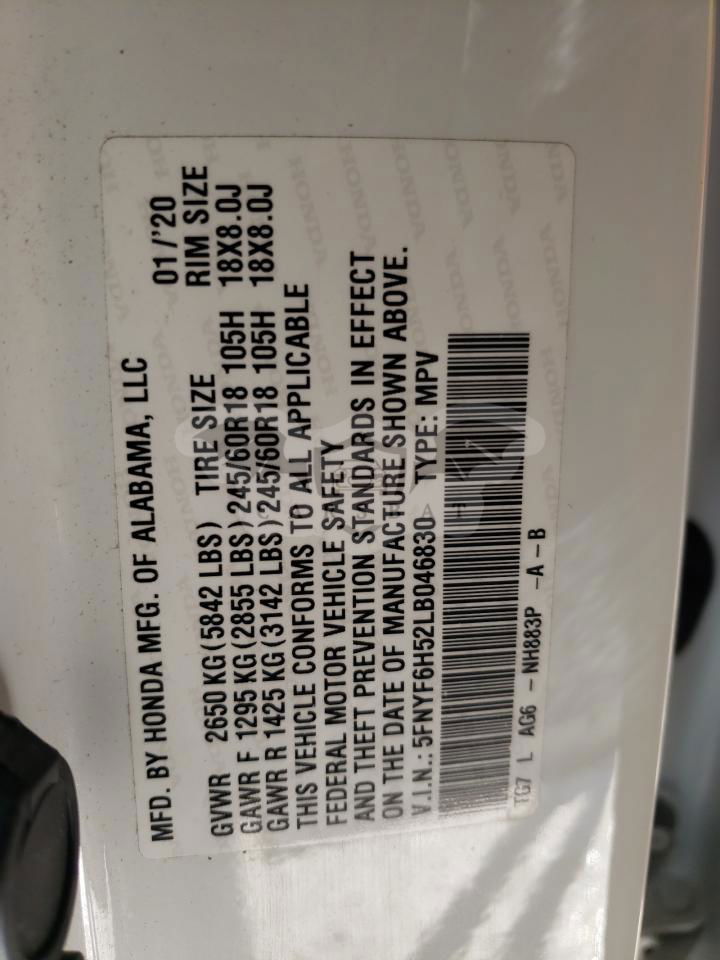 MFD. BY HONDA MFG. OF ALABAMA, LLC 01/'20
GVWR 2650 KG (5842 LBS) TIRE SIZE RIM SIZE
GAWR F 1295 KG (2855 LBS) 245/60R18 105H 18X8.0J
GAWR R 1425 KG (3142 LBS) 245/60R18 105H 18X8.0J
THIS VEHICLE CONFORMS TO ALL APPLICABLE
FEDERAL MOTOR VEHICLE SAFETY
AND THEFT PREVENTION STANDARDS IN EFFECT
ON THE DATE OF MANUFACTURE SHOWN ABOVE.
V.I.N.: 5FNYF6H52LB046830 TYPE: MPV
TG7 L AG6 - NH883P -A-B